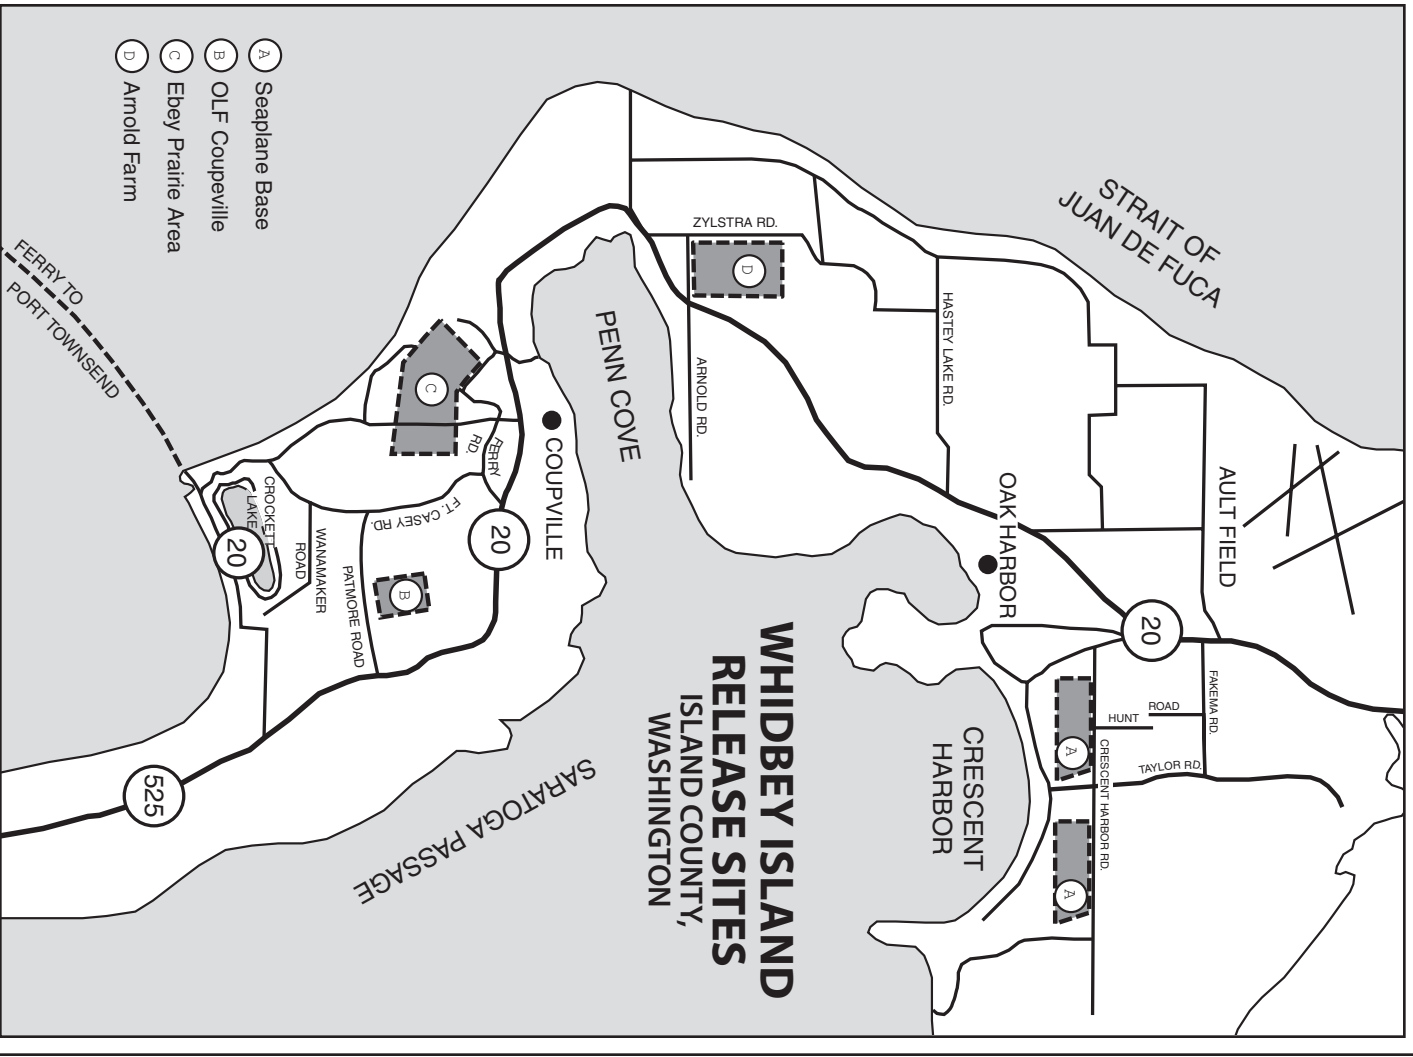 WHIDBEY ISLAND
RELEASE SITES
ISLAND COUNTY,
WASHINGTON
A Seaplane Base
B OLF Coupeville
C Ebey Prairie Area
D Arnold Farm
STRAIT OF
JUAN DE FUCA
AULT FIELD
HASTEY LAKE RD.
ZYLSTRA RD.
D
ARNOLD RD.
PENN COVE
OAK HARBOR
20
FAKEMA RD.
HUNT
ROAD
TAYLOR RD.
CRESCENT HARBOR RD.
A
A
CRESCENT
HARBOR
COUPVILLE
20
C
FERRY
RD.
FT. CASEY RD.
B
PATMORE ROAD
WANAMAKER
ROAD
CROCKETT
LAKE
20
FERRY TO
PORT TOWNSEND
525
SARATOGA PASSAGE